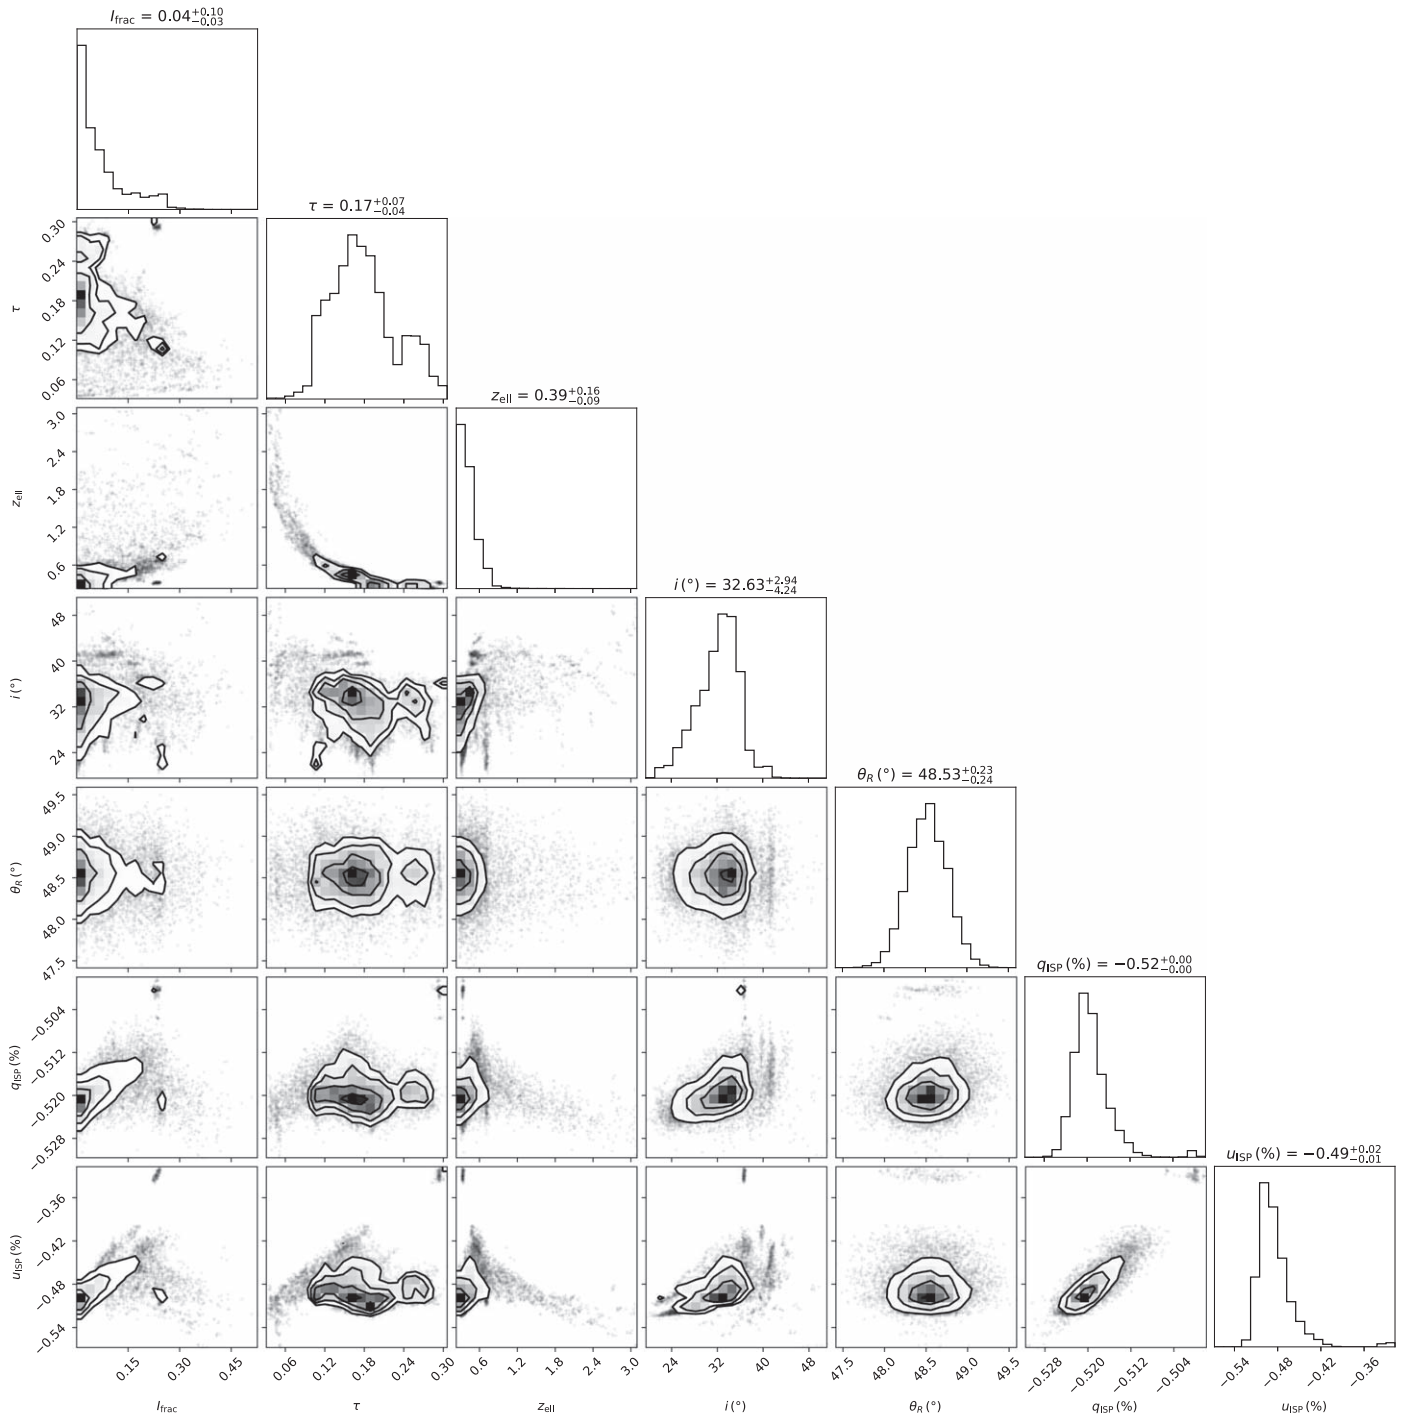 I_frac = 0.04 +0.10 −0.03
τ = 0.17 +0.07 −0.04
0.30
0.24
0.18
0.12
0.06
τ
z_ell = 0.39 +0.16 −0.09
3.0
2.4
1.8
1.2
0.6
z_ell
i (°) = 32.63 +2.94 −4.24
48
40
32
24
i (°)
θ_R (°) = 48.53 +0.23 −0.24
49.5
49.0
48.5
48.0
47.5
θ_R (°)
q_ISP (%) = −0.52 +0.00 −0.00
−0.504
−0.512
−0.520
−0.528
q_ISP (%)
u_ISP (%) = −0.49 +0.02 −0.01
−0.36
−0.42
−0.48
−0.54
u_ISP (%)
0.15 0.30 0.45 0.06 0.12 0.18 0.24 0.30 0.6 1.2 1.8 2.4 3.0 24 32 40 48 47.5 48.0 48.5 49.0 49.5 −0.528 −0.520 −0.512 −0.504 −0.54 −0.48 −0.42 −0.36
I_frac τ z_ell i (°) θ_R (°) q_ISP (%) u_ISP (%)